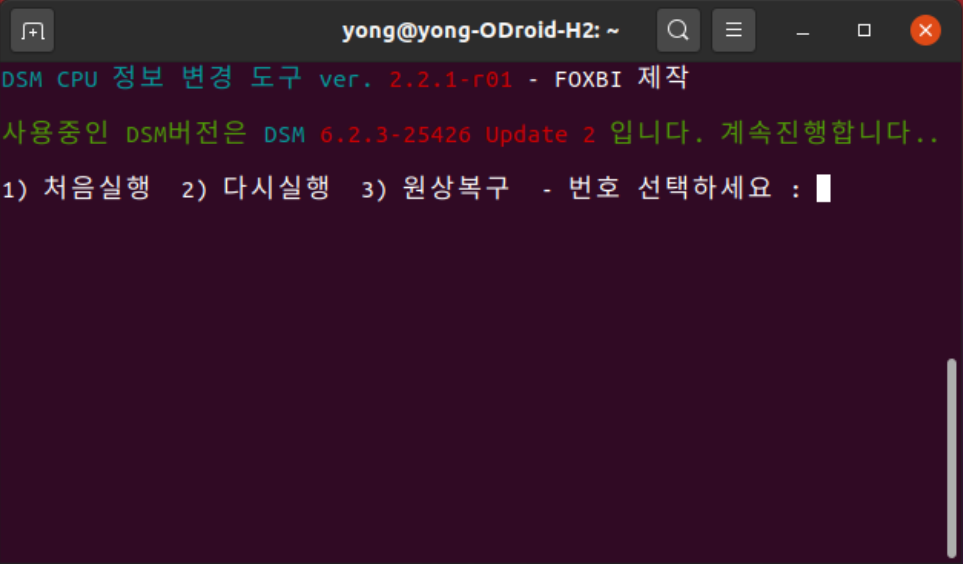 yong@yong-ODroid-H2: ~
DSM CPU 정보 변경 도구 ver. 2.2.1-r01 - FOXBI 제작
사용중인 DSM버전은 DSM 6.2.3-25426 Update 2 입니다. 계속진행합니다..
1) 처음실행 2) 다시실행 3) 원상복구 - 번호 선택하세요 :